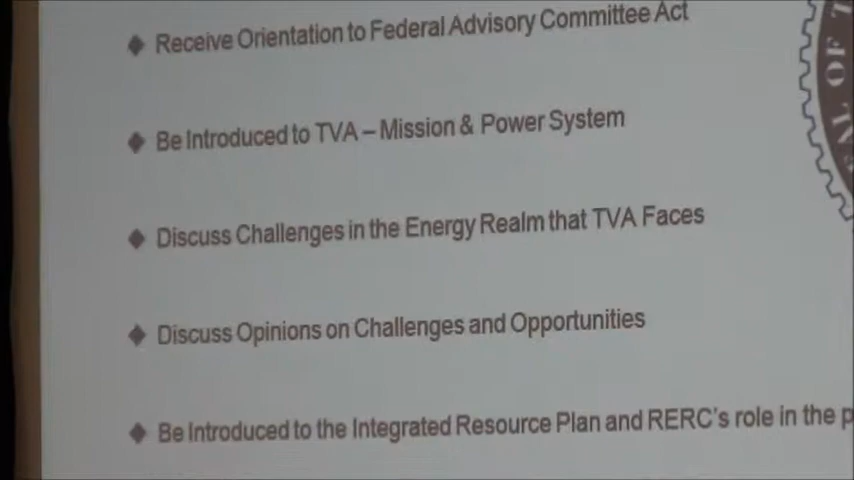 ◆ Receive Orientation to Federal Advisory Committee Act
◆ Be Introduced to TVA – Mission & Power System
◆ Discuss Challenges in the Energy Realm that TVA Faces
◆ Discuss Opinions on Challenges and Opportunities
◆ Be Introduced to the Integrated Resource Plan and RERC's role in the
OF